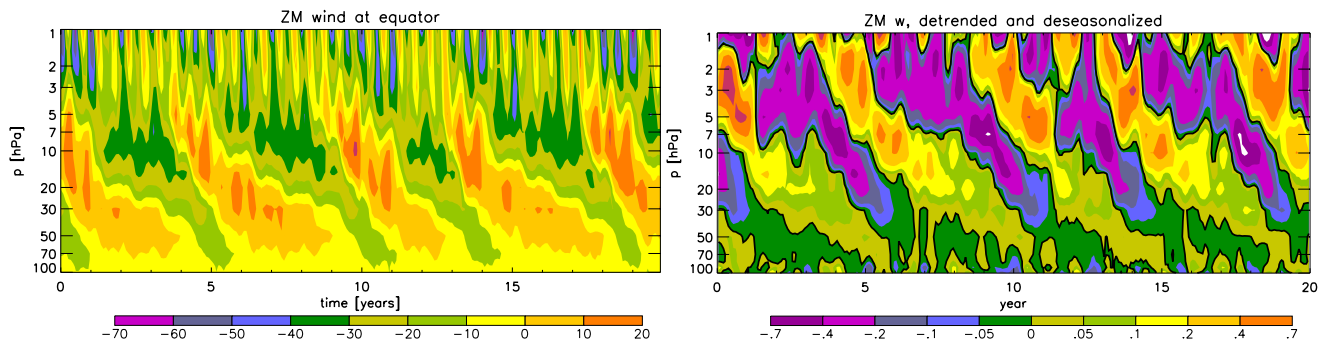 ZM wind at equator
p [hPa]
1
2
3
5
7
10
20
30
50
70
100
0 5 10 15
time [years]
−70 −60 −50 −40 −30 −20 −10 0 10 20
ZM w, detrended and deseasonalized
p [hPa]
1
2
3
5
7
10
20
30
50
70
100
0 5 10 15 20
year
−.7 −.4 −.2 −.1 −.05 0 .05 .1 .2 .4 .7